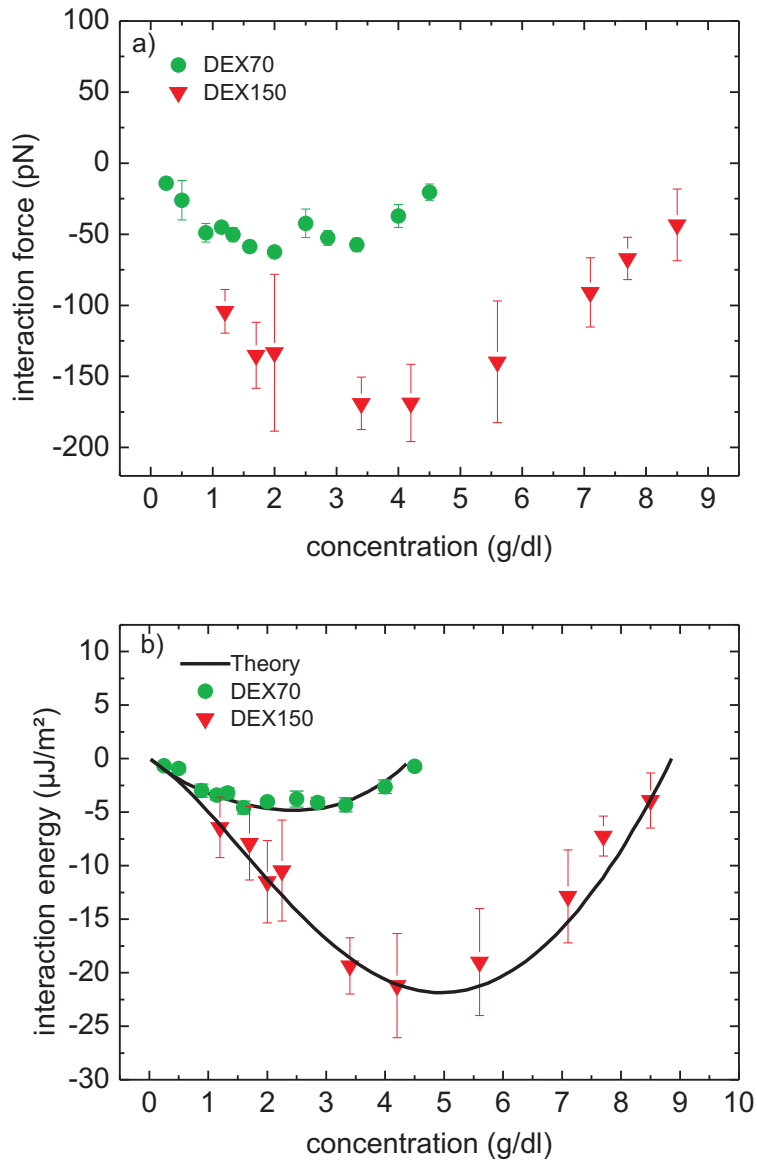 a)
DEX70
DEX150
100
50
0
-50
-100
-150
-200
interaction force (pN)
0 1 2 3 4 5 6 7 8 9
concentration (g/dl)
b)
Theory
DEX70
DEX150
10
5
0
-5
-10
-15
-20
-25
-30
interaction energy (μJ/m²)
0 1 2 3 4 5 6 7 8 9 10
concentration (g/dl)